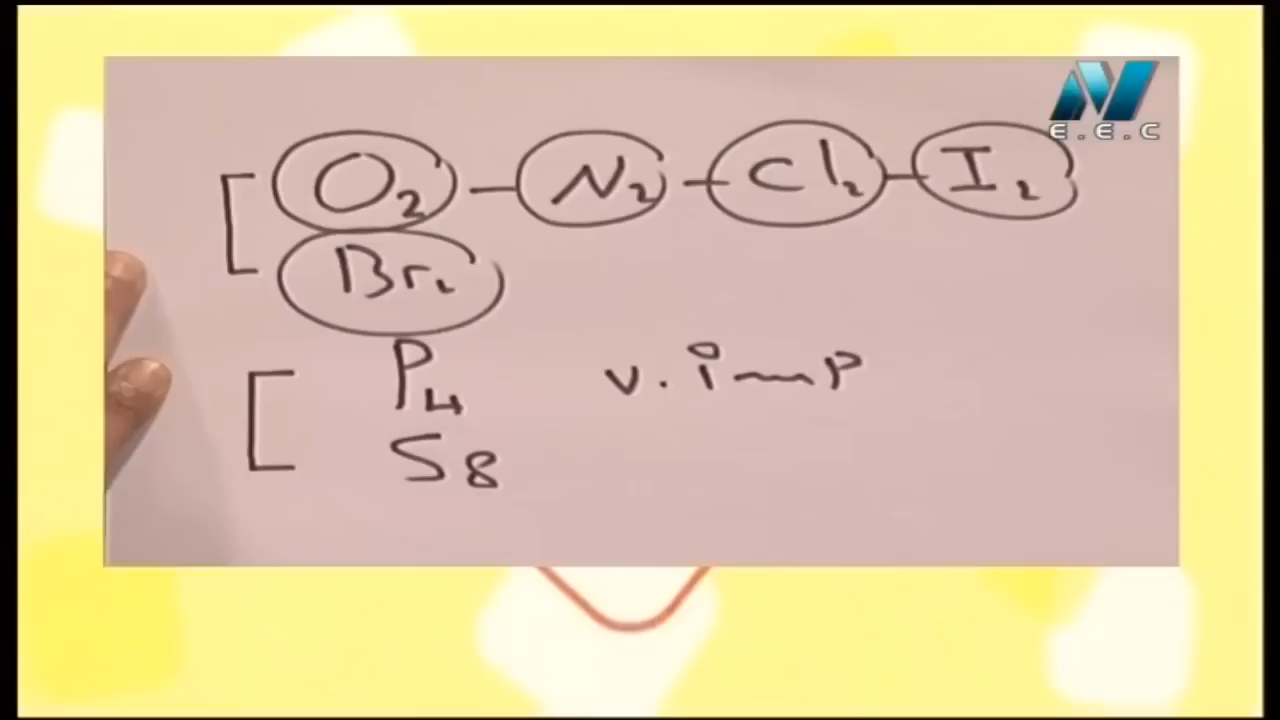 E.E.C
O₂ - N₂ - Cl₂ - I₂
Br₂
P₄ v.imp
S₈